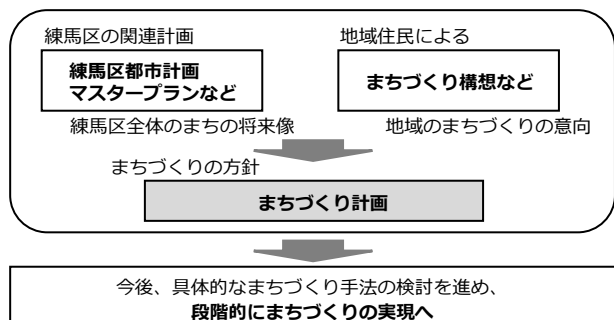 練馬区の関連計画
地域住民による
練馬区都市計画
マスタープランなど
まちづくり構想など
練馬区全体のまちの将来像
地域のまちづくりの意向
まちづくりの方針
まちづくり計画
今後、具体的なまちづくり手法の検討を進め、
段階的にまちづくりの実現へ